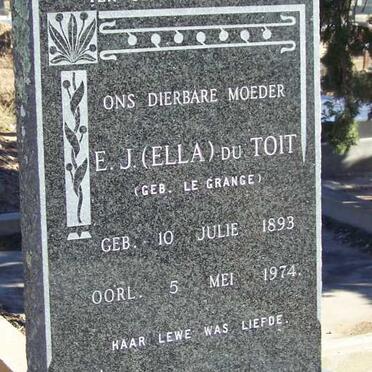 ONS DIERBARE MOEDER
E. J. (ELLA) DU TOIT
(GEB. LE GRANGE)
GEB. 10 JULIE 1893
OORL. 5 MEI 1974.
HAAR LEWE WAS LIEFDE.